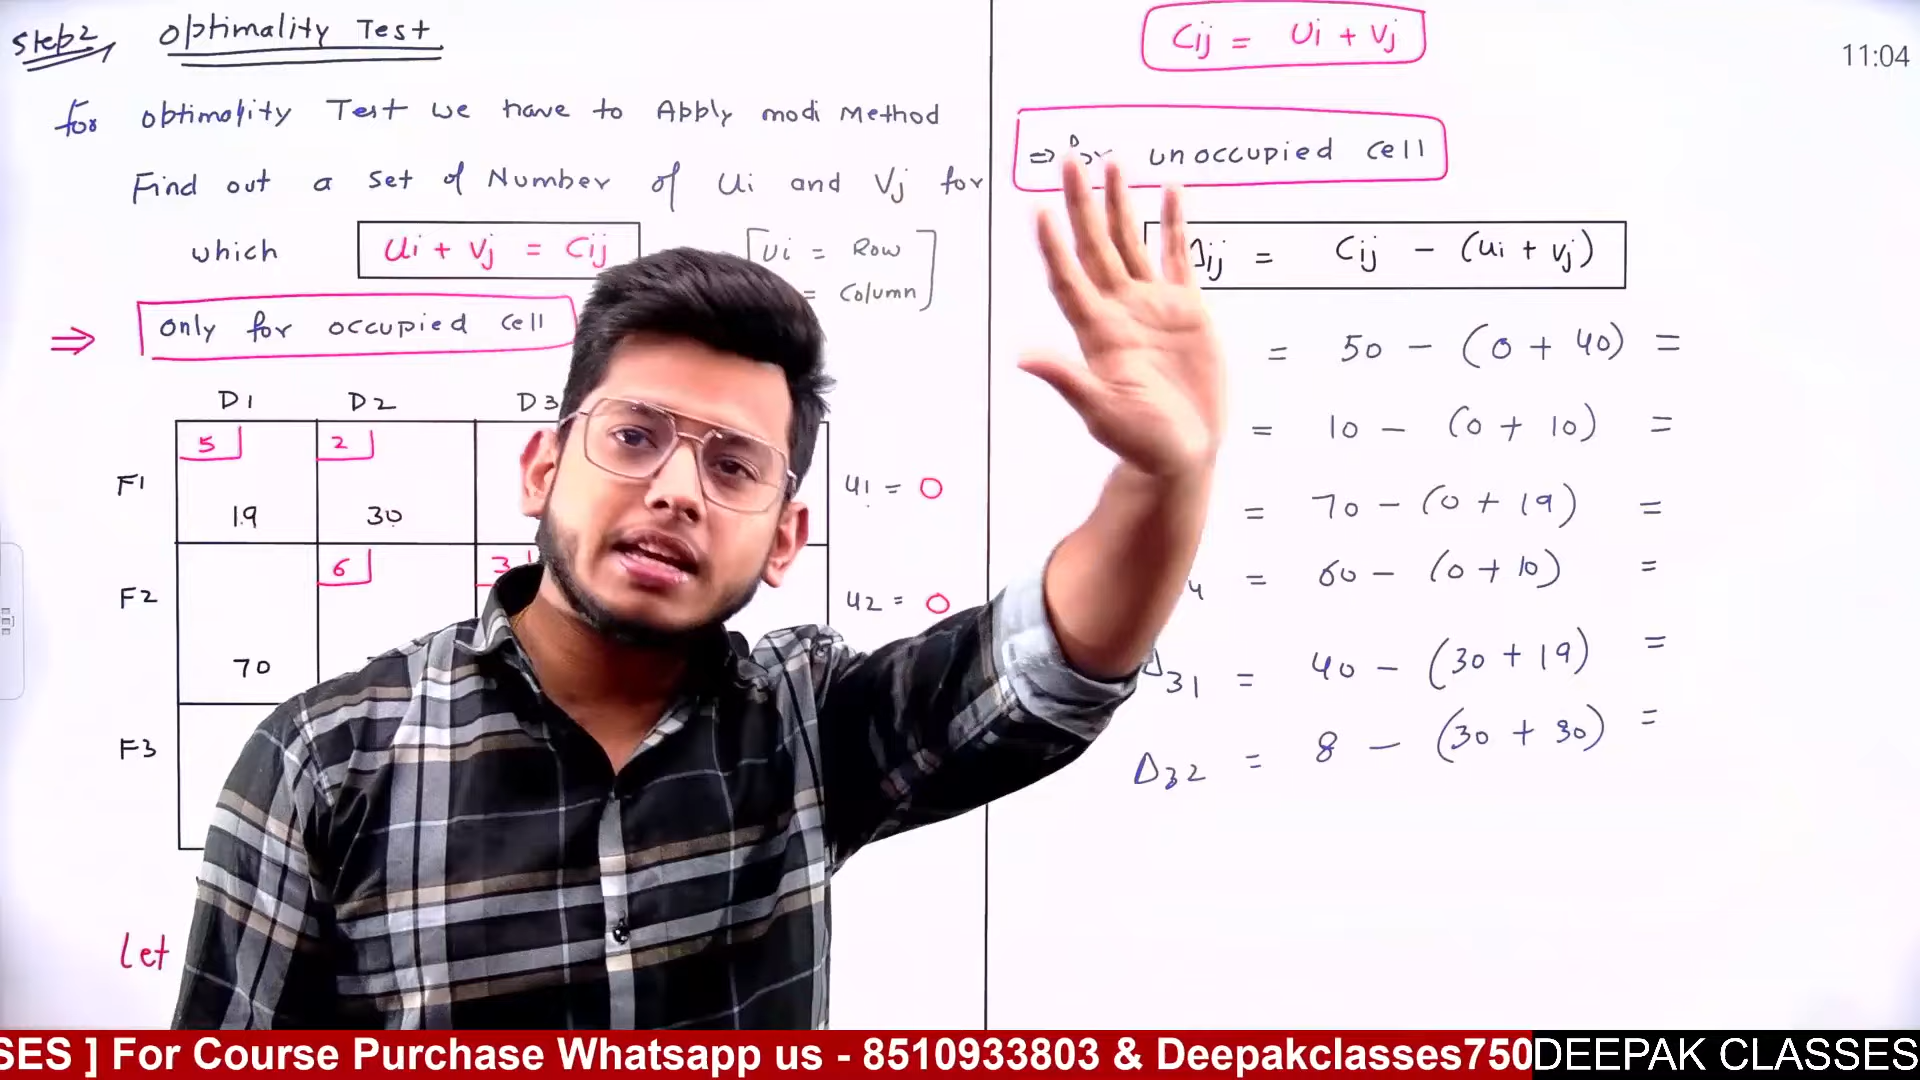 Step2 Optimality Test
For optimality Test we have to Apply modi Method
Find out a set of Number of Ui and Vj for
which Ui + Vj = Cij [Ui = Row
= Column]
⇒ only for occupied cell
D1 D2 D3
5 2
F1 19 30 U1 = 0
6 3
F2 U2 = 0
70
F3
Let
Cij = Ui + Vj
11:04
⇒ unoccupied cell
Δij = Cij - (Ui + Vj)
= 50 - (0 + 40) =
= 10 - (0 + 10) =
= 70 - (0 + 19) =
4 = 60 - (0 + 10) =
Δ31 = 40 - (30 + 19) =
Δ32 = 8 - (30 + 30) =
SES ] For Course Purchase Whatsapp us - 8510933803 & Deepakclasses750
DEEPAK CLASSES